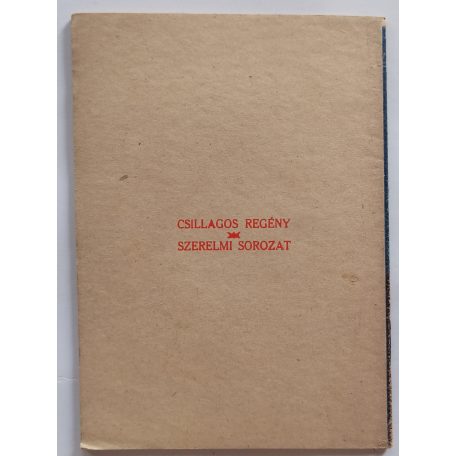 CSILLAGOS REGÉNY
SZERELMI SOROZAT